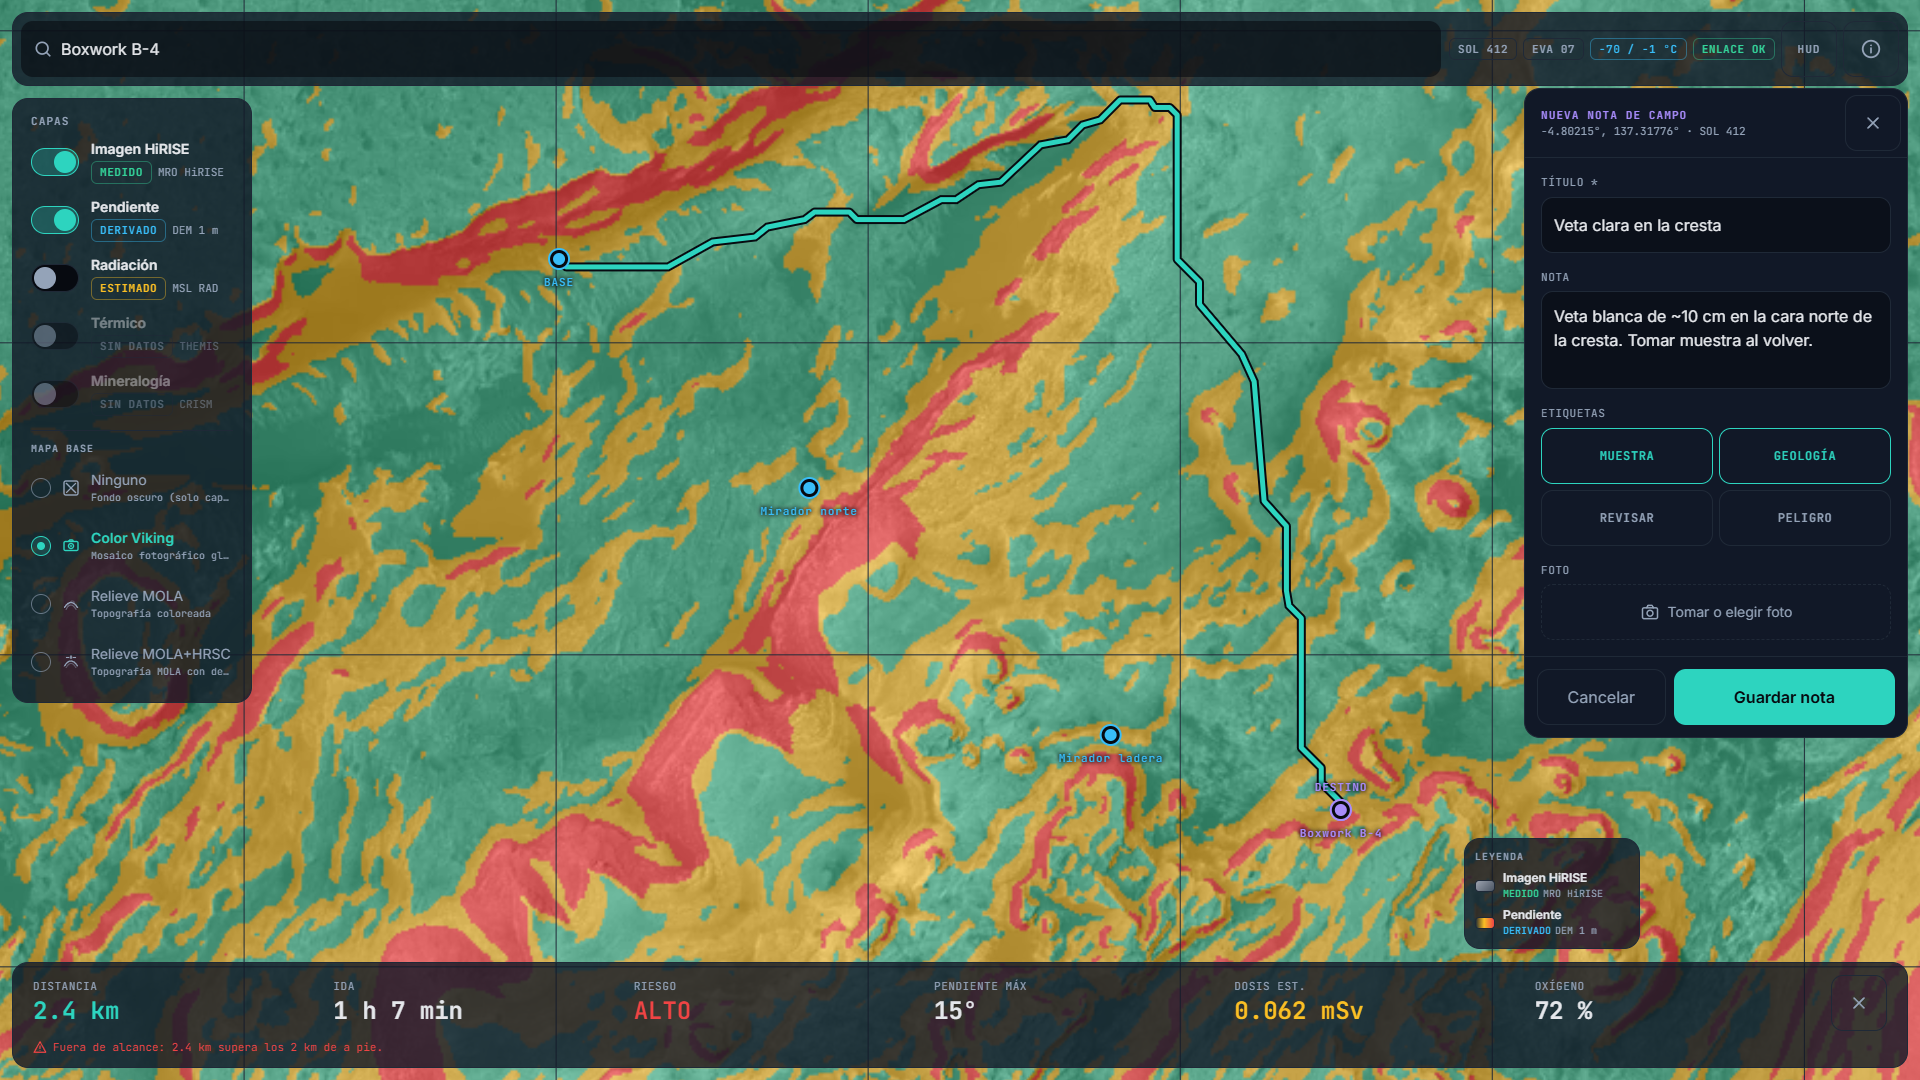 Boxwork B-4
SOL 412
EVA 07
-70 / -1 °C
ENLACE OK
HUD
CAPAS
Imagen HiRISE
MEDIDO MRO HiRISE
Pendiente
DERIVADO DEM 1 m
Radiación
ESTIMADO MSL RAD
Térmico
SIN DATOS THEMIS
Mineralogía
SIN DATOS CRISM
MAPA BASE
Ninguno
Fondo oscuro (solo cap…
Color Viking
Mosaico fotográfico gl…
Relieve MOLA
Topografía coloreada
Relieve MOLA+HRSC
Topografía MOLA con de…
BASE
Mirador norte
Mirador ladera
DESTINO
Boxwork B-4
NUEVA NOTA DE CAMPO
-4.80215°, 137.31776° · SOL 412
TÍTULO *
Veta clara en la cresta
NOTA
Veta blanca de ~10 cm en la cara norte de
la cresta. Tomar muestra al volver.
ETIQUETAS
MUESTRA
GEOLOGÍA
REVISAR
PELIGRO
FOTO
Tomar o elegir foto
Cancelar
Guardar nota
LEYENDA
Imagen HiRISE
MEDIDO MRO HiRISE
Pendiente
DERIVADO DEM 1 m
DISTANCIA
2.4 km
IDA
1 h 7 min
RIESGO
ALTO
PENDIENTE MÁX
15°
DOSIS EST.
0.062 mSv
OXÍGENO
72 %
Fuera de alcance: 2.4 km supera los 2 km de a pie.